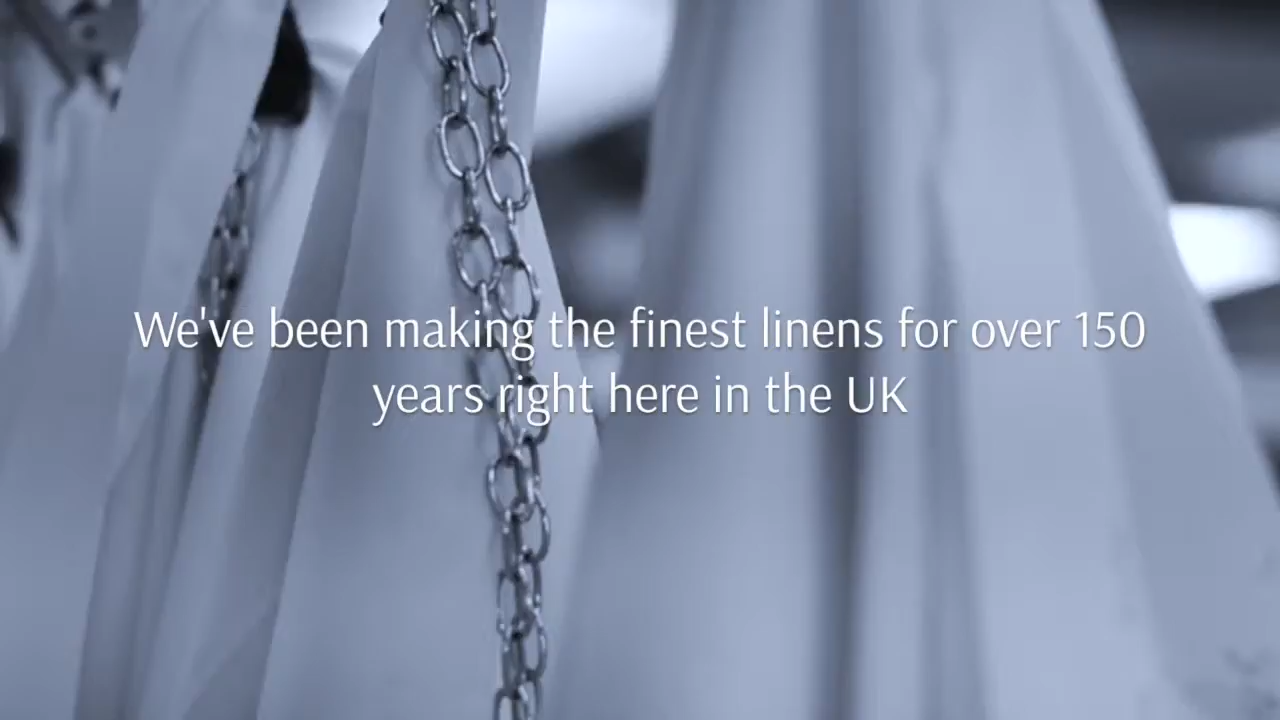 We've been making the finest linens for over 150
years right here in the UK